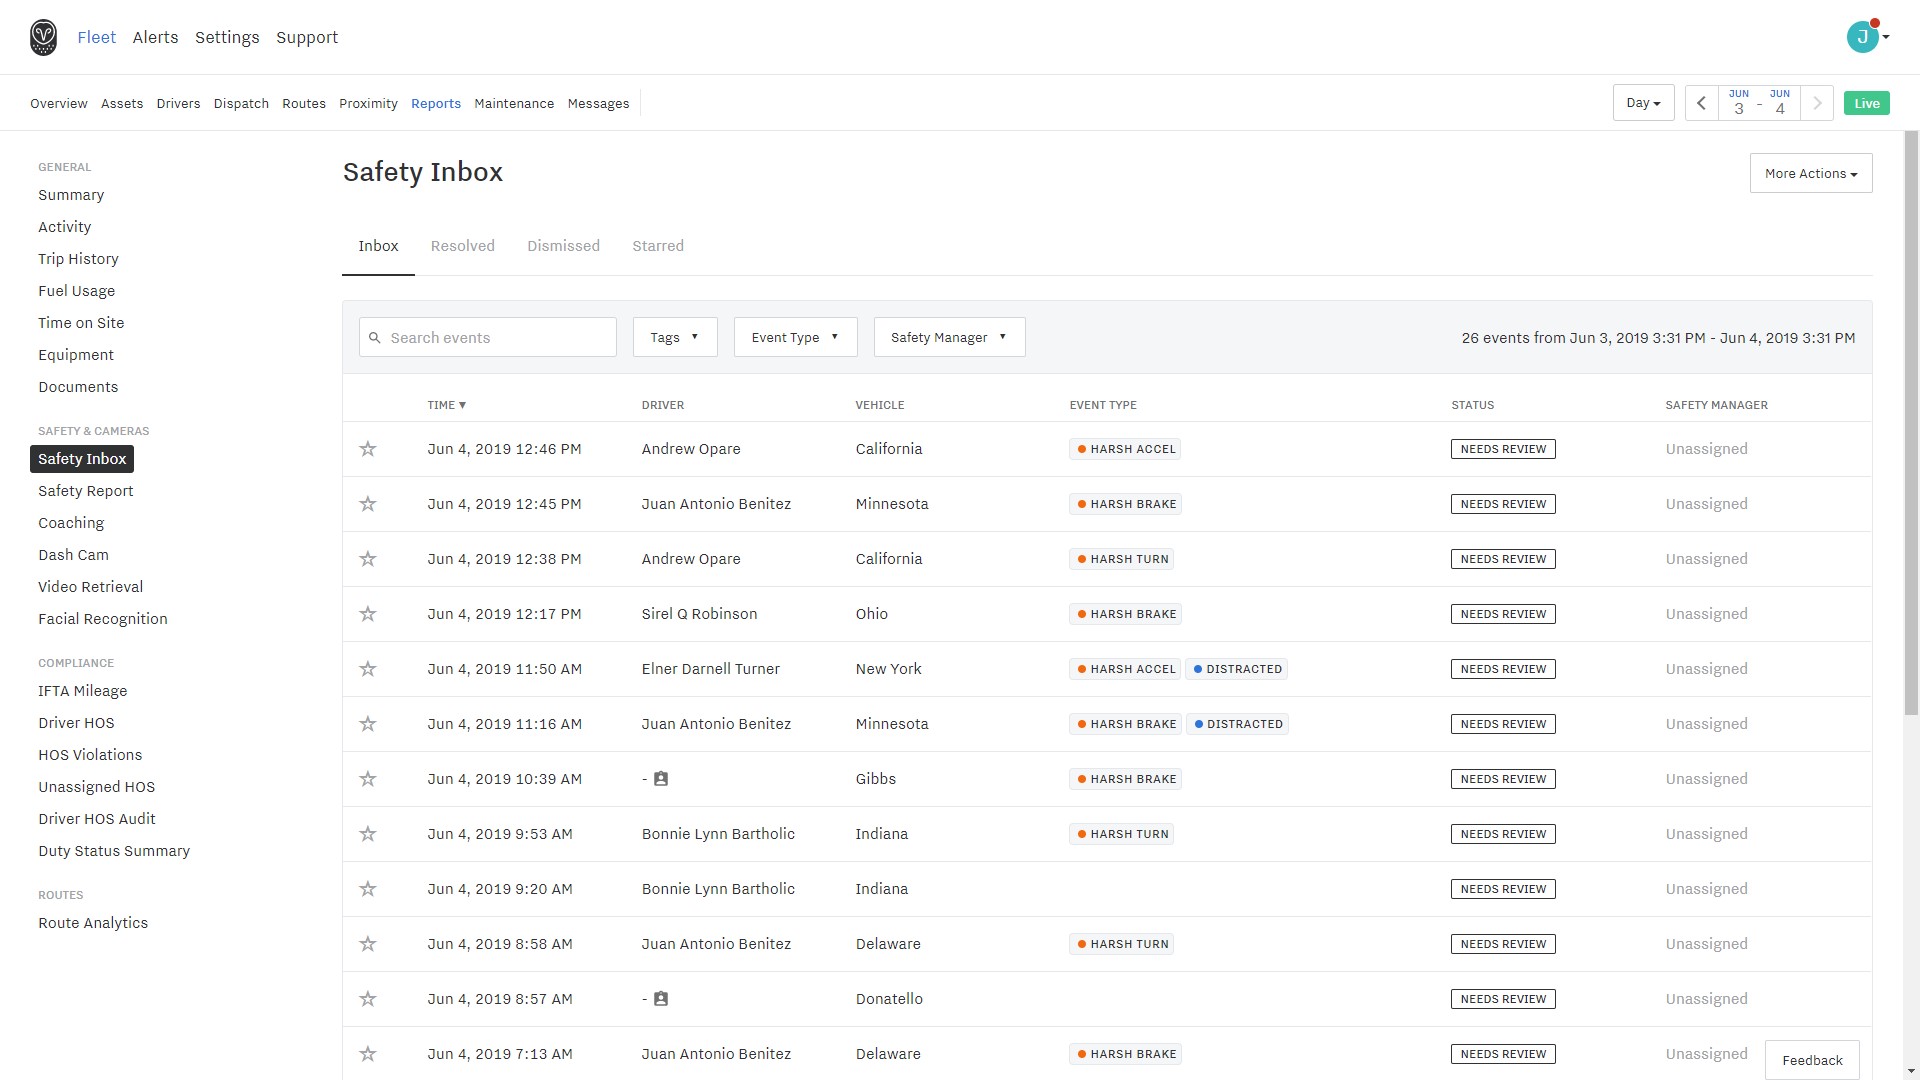 Fleet Alerts Settings Support J
Overview Assets Drivers Dispatch Routes Proximity Reports Maintenance Messages Day JUN 3 - JUN 4 Live
GENERAL
Summary
Activity
Trip History
Fuel Usage
Time on Site
Equipment
Documents
SAFETY & CAMERAS
Safety Inbox
Safety Report
Coaching
Dash Cam
Video Retrieval
Facial Recognition
COMPLIANCE
IFTA Mileage
Driver HOS
HOS Violations
Unassigned HOS
Driver HOS Audit
Duty Status Summary
ROUTES
Route Analytics
Safety Inbox More Actions
Inbox Resolved Dismissed Starred
Search events Tags Event Type Safety Manager 26 events from Jun 3, 2019 3:31 PM - Jun 4, 2019 3:31 PM
TIME DRIVER VEHICLE EVENT TYPE STATUS SAFETY MANAGER
Jun 4, 2019 12:46 PM Andrew Opare California HARSH ACCEL NEEDS REVIEW Unassigned
Jun 4, 2019 12:45 PM Juan Antonio Benitez Minnesota HARSH BRAKE NEEDS REVIEW Unassigned
Jun 4, 2019 12:38 PM Andrew Opare California HARSH TURN NEEDS REVIEW Unassigned
Jun 4, 2019 12:17 PM Sirel Q Robinson Ohio HARSH BRAKE NEEDS REVIEW Unassigned
Jun 4, 2019 11:50 AM Elner Darnell Turner New York HARSH ACCEL DISTRACTED NEEDS REVIEW Unassigned
Jun 4, 2019 11:16 AM Juan Antonio Benitez Minnesota HARSH BRAKE DISTRACTED NEEDS REVIEW Unassigned
Jun 4, 2019 10:39 AM - Gibbs HARSH BRAKE NEEDS REVIEW Unassigned
Jun 4, 2019 9:53 AM Bonnie Lynn Bartholic Indiana HARSH TURN NEEDS REVIEW Unassigned
Jun 4, 2019 9:20 AM Bonnie Lynn Bartholic Indiana NEEDS REVIEW Unassigned
Jun 4, 2019 8:58 AM Juan Antonio Benitez Delaware HARSH TURN NEEDS REVIEW Unassigned
Jun 4, 2019 8:57 AM - Donatello NEEDS REVIEW Unassigned
Jun 4, 2019 7:13 AM Juan Antonio Benitez Delaware HARSH BRAKE NEEDS REVIEW Unassigned
Feedback